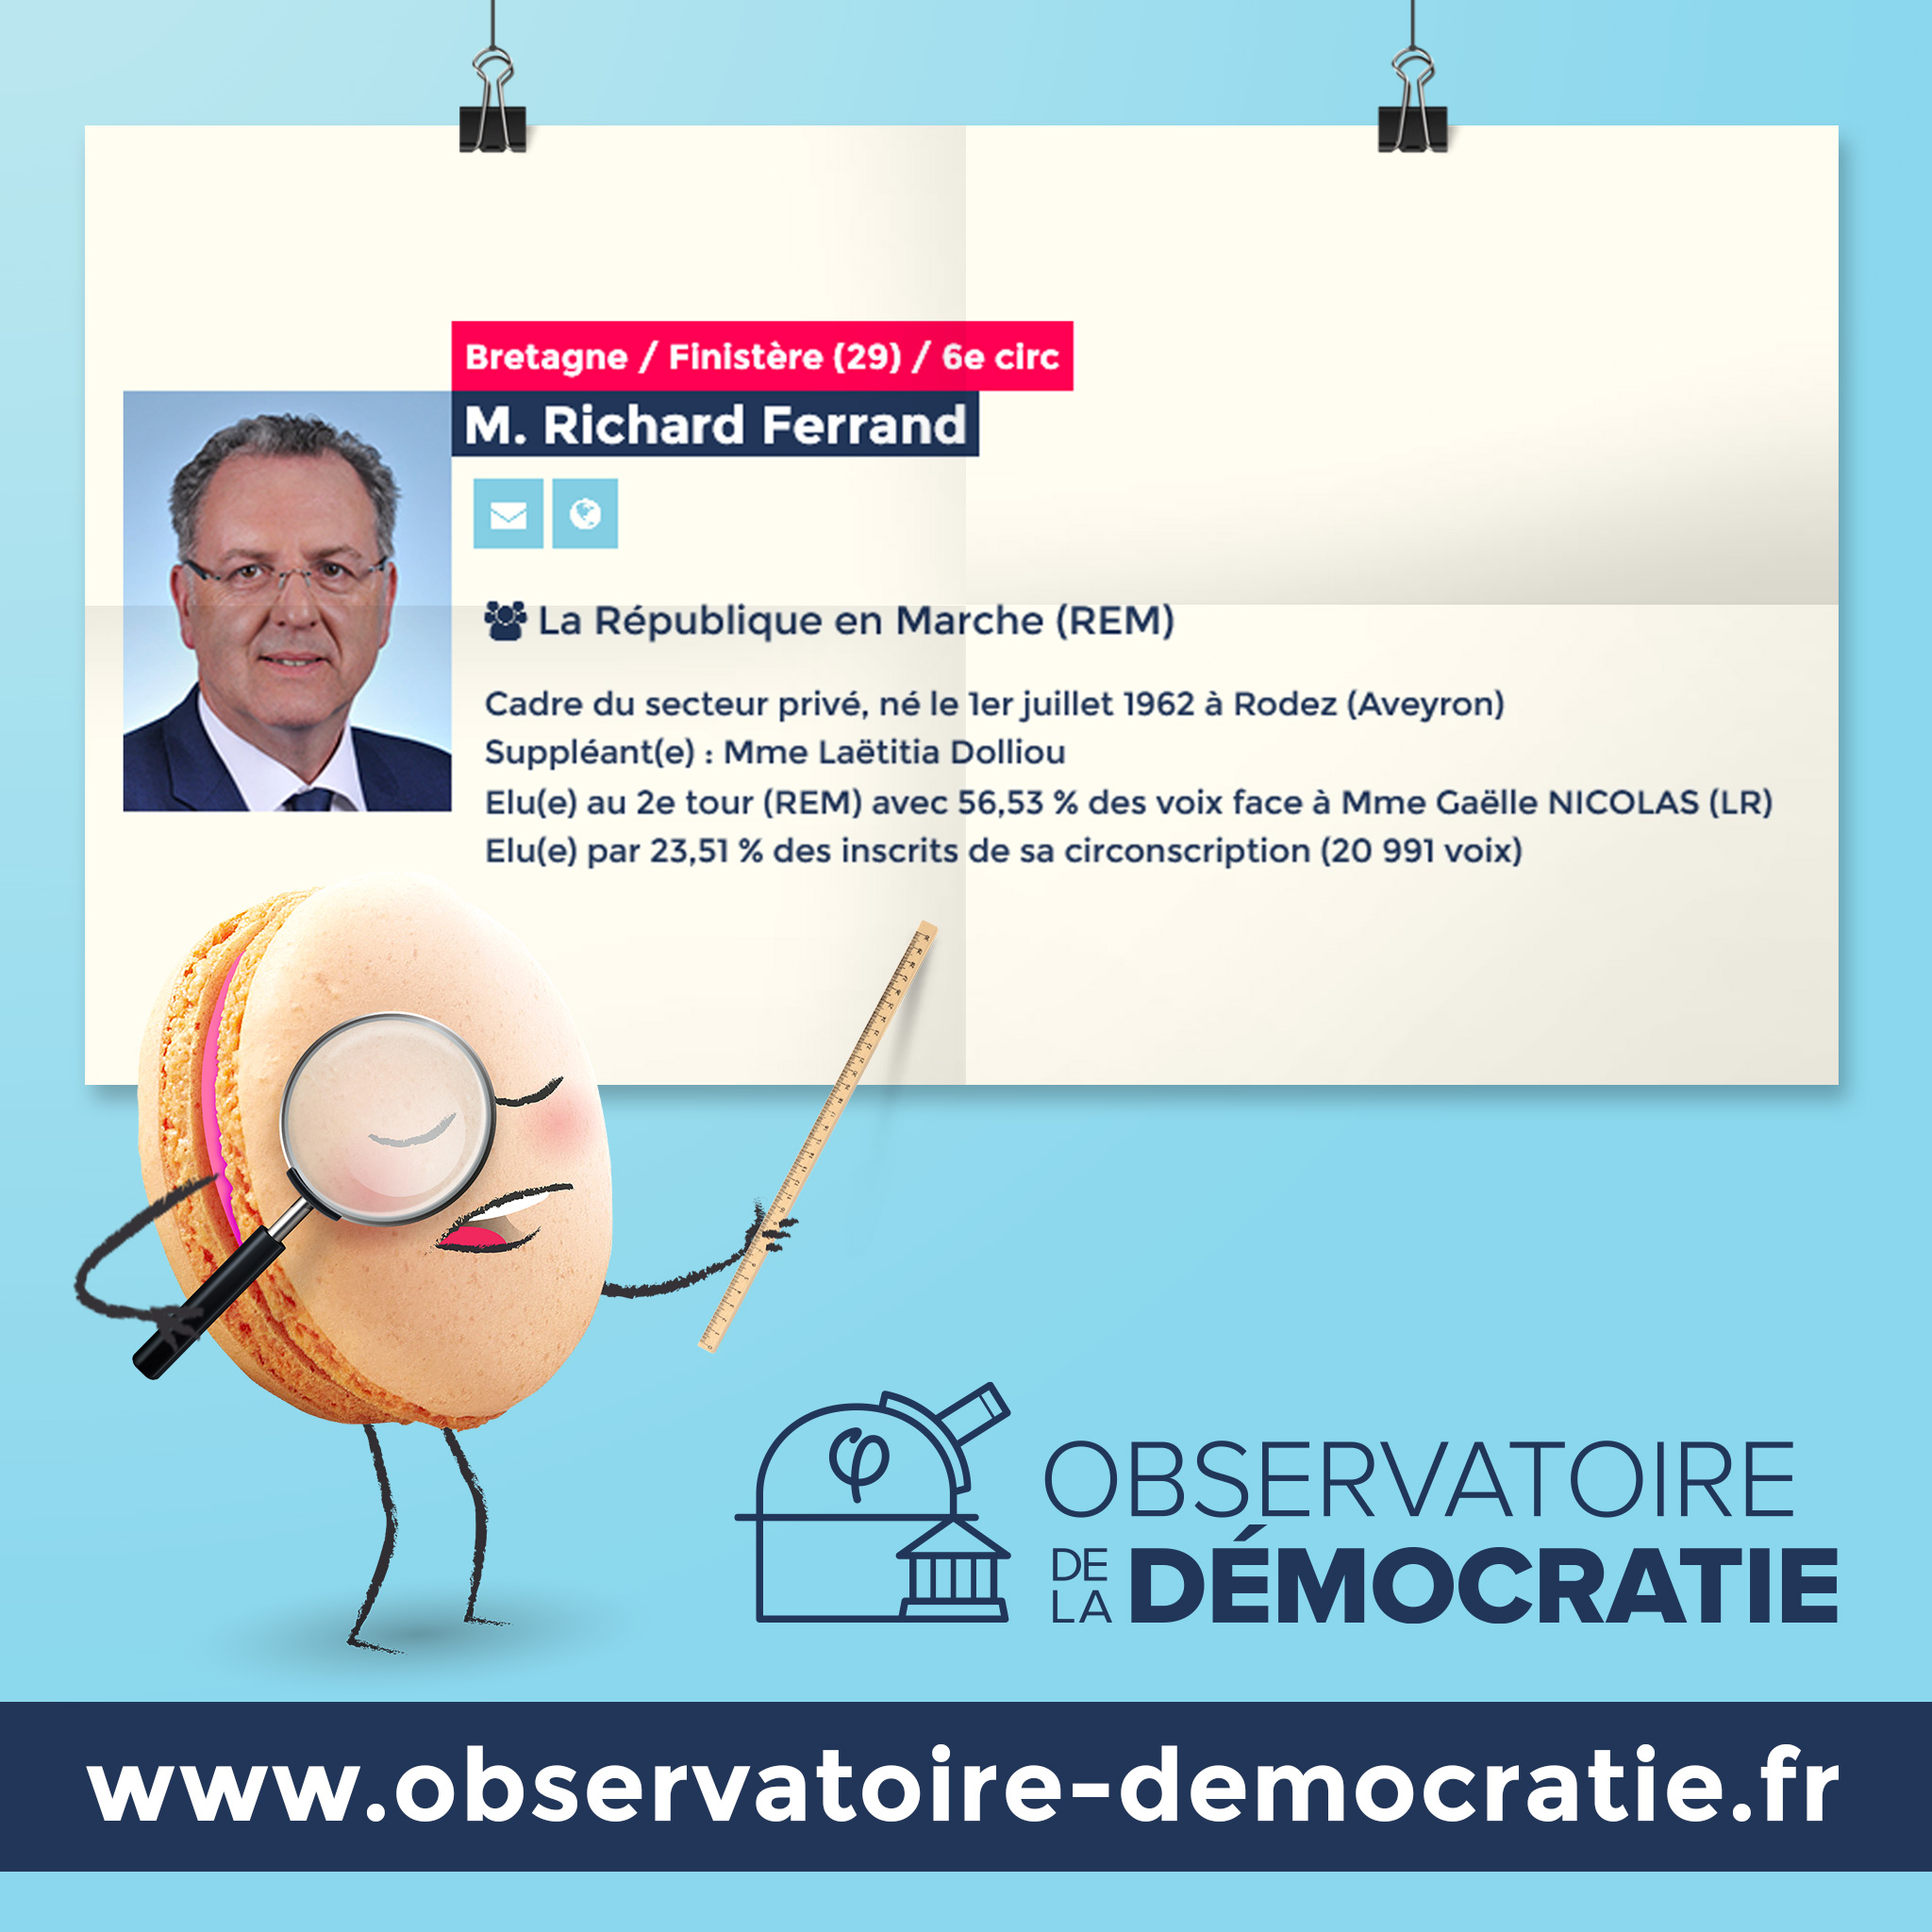 Bretagne / Finistère (29) / 6e circ
M. Richard Ferrand
La République en Marche (REM)
Cadre du secteur privé, né le 1er juillet 1962 à Rodez (Aveyron)
Suppléant(e) : Mme Laëtitia Dolliou
Elu(e) au 2e tour (REM) avec 56,53 % des voix face à Mme Gaëlle NICOLAS (LR)
Elu(e) par 23,51 % des inscrits de sa circonscription (20 991 voix)
φ
OBSERVATOIRE
DE LA DÉMOCRATIE
www.observatoire-democratie.fr